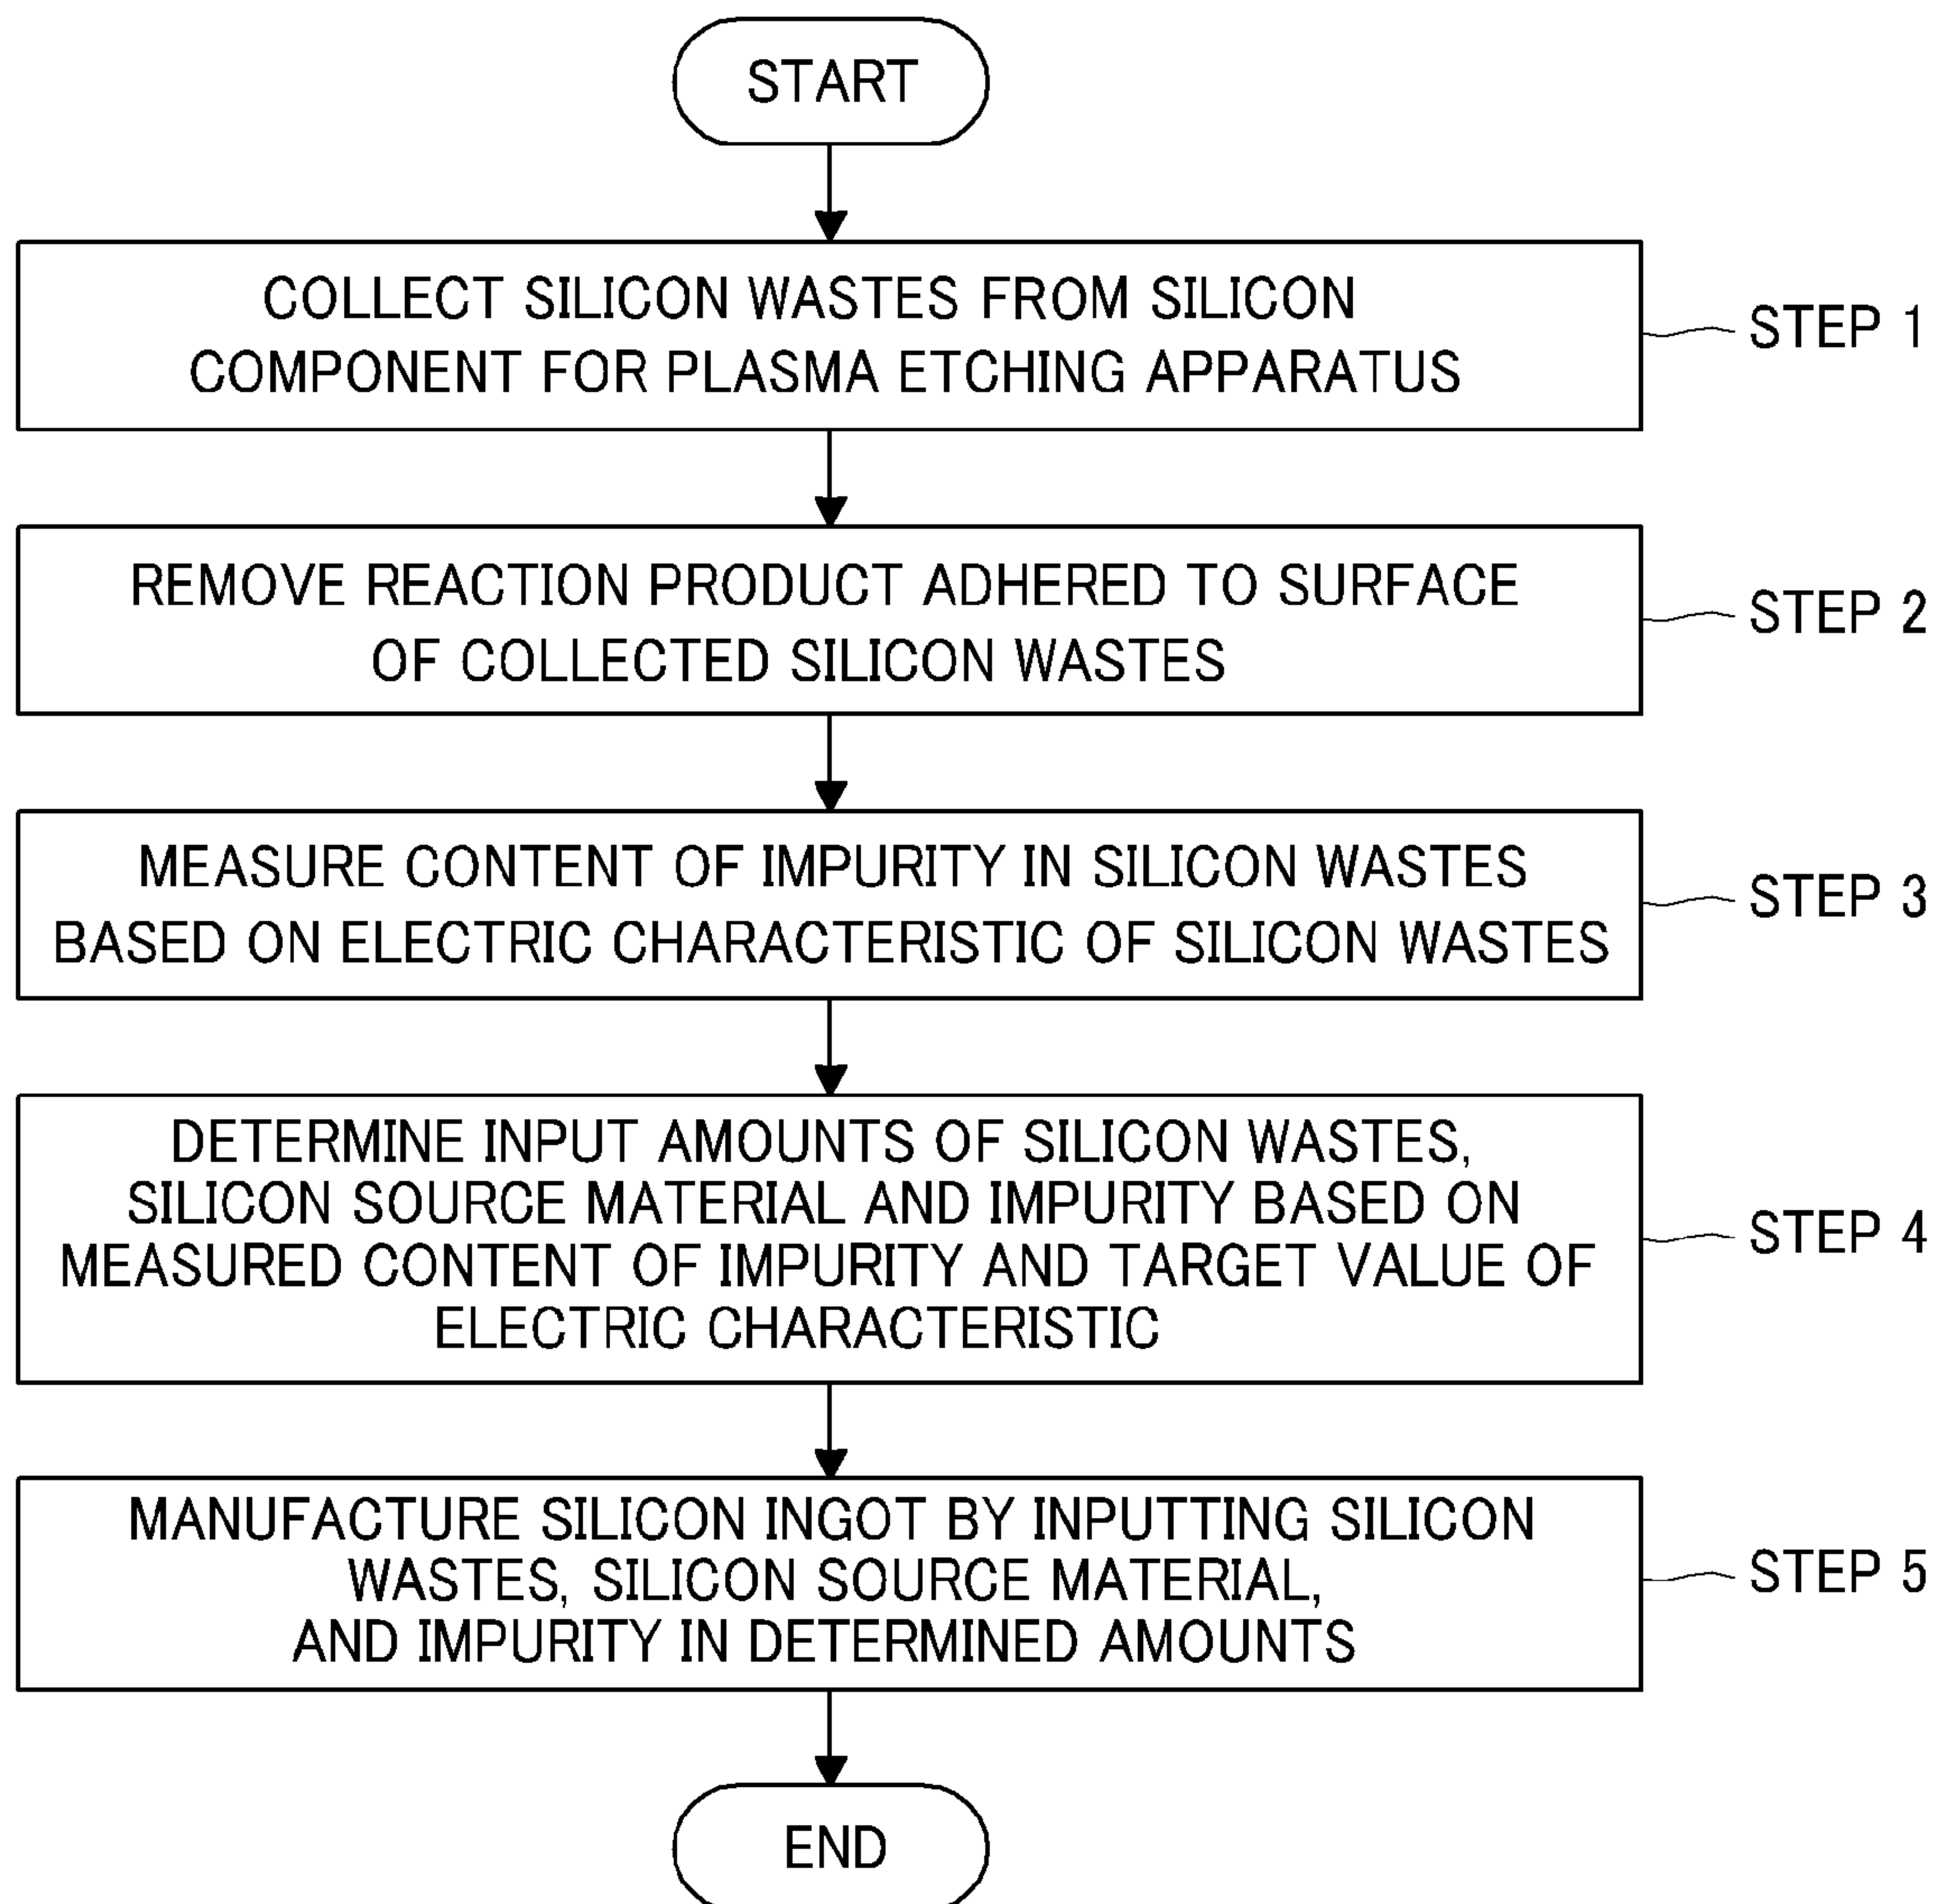 START
COLLECT SILICON WASTES FROM SILICON
COMPONENT FOR PLASMA ETCHING APPARATUS
STEP 1
REMOVE REACTION PRODUCT ADHERED TO SURFACE
OF COLLECTED SILICON WASTES
STEP 2
MEASURE CONTENT OF IMPURITY IN SILICON WASTES
BASED ON ELECTRIC CHARACTERISTIC OF SILICON WASTES
STEP 3
DETERMINE INPUT AMOUNTS OF SILICON WASTES,
SILICON SOURCE MATERIAL AND IMPURITY BASED ON
MEASURED CONTENT OF IMPURITY AND TARGET VALUE OF
ELECTRIC CHARACTERISTIC
STEP 4
MANUFACTURE SILICON INGOT BY INPUTTING SILICON
WASTES, SILICON SOURCE MATERIAL,
AND IMPURITY IN DETERMINED AMOUNTS
STEP 5
END